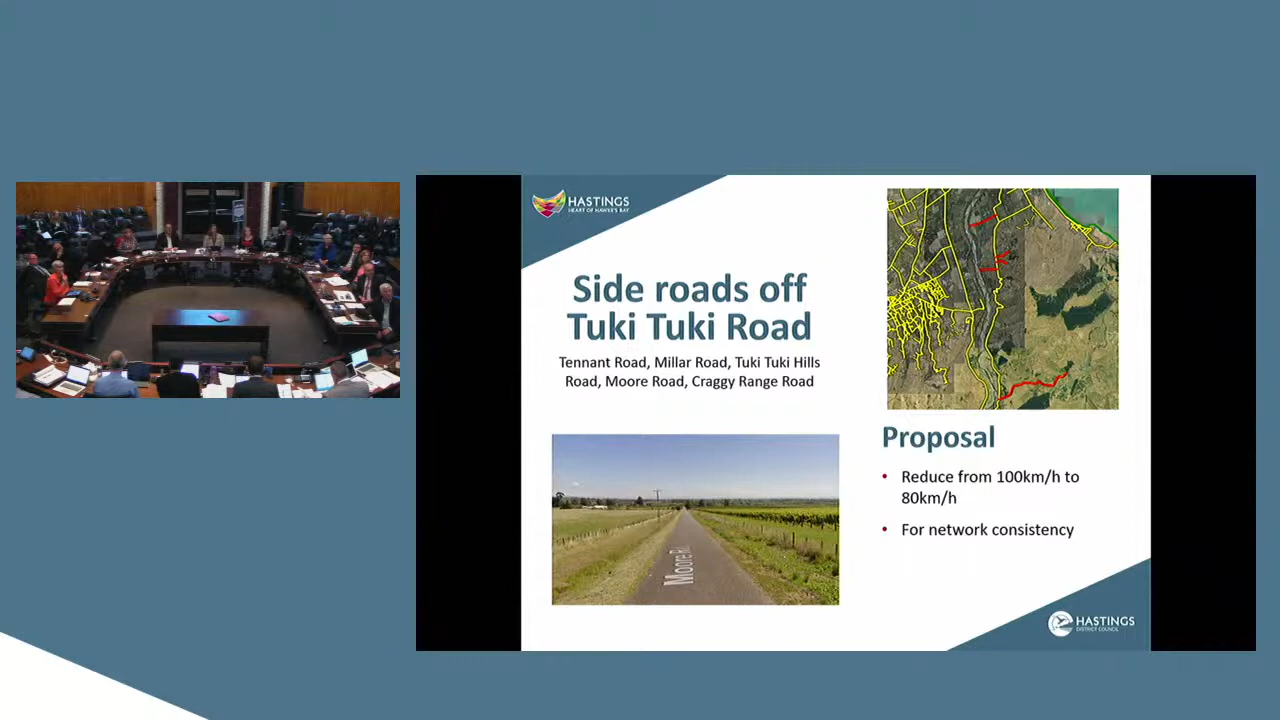 HASTINGS
HEART OF HAWKE'S BAY
Side roads off
Tuki Tuki Road
Tennant Road, Millar Road, Tuki Tuki Hills
Road, Moore Road, Craggy Range Road
Moore Rd
Proposal
• Reduce from 100km/h to
80km/h
• For network consistency
HASTINGS
DISTRICT COUNCIL